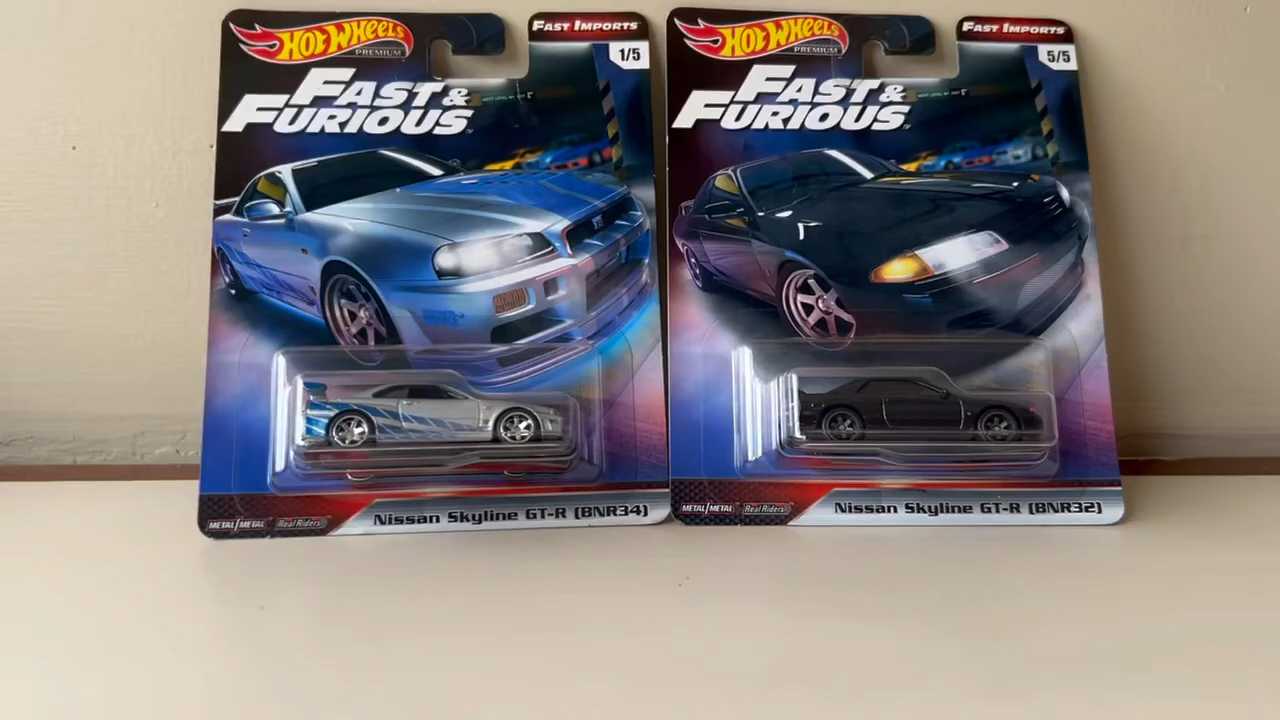 HOT WHEELS
PREMIUM
FAST IMPORTS
1/5
FAST &
FURIOUS
METAL/METAL
Real Riders®
Nissan Skyline GT-R (BNR34)
HOT WHEELS
PREMIUM
FAST IMPORTS
5/5
FAST &
FURIOUS
METAL/METAL
Real Riders®
Nissan Skyline GT-R (BNR32)